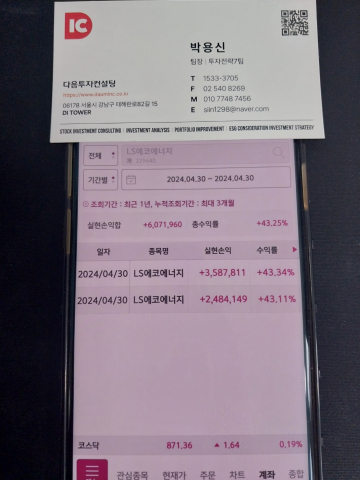 IC
박용신
팀장 : 투자전략7팀
다음투자컨설팅
https://www.dauminc.co.kr
06178 서울시 강남구 테헤란로82길 15
DI TOWER
T 1533-3705
F 02 540 8269
M 010 7748 7456
E slin1298@naver.com
STOCK INVESTMENT CONSULTING | INVESTMENT ANALYSIS | PORTFOLIO IMPROVEMENT | ESG CONSIDERATION INVESTMENT STRATEGY
전체 LS에코에너지
기간별 2024.04.30 ~ 2024.04.30
조회기간 : 최근 1년, 누적조회기간 : 최대 3개월
실현손익합 +6,071,960 총수익률 +43.25%
일자 종목명 실현손익 수익률
2024/04/30 LS에코에너지 +3,587,811 +43,34%
2024/04/30 LS에코에너지 +2,484,149 +43,11%
코스닥 871,36 ▲ 1,64 0,19%
메뉴 관심종목 현재가 주문 차트 계좌 종합